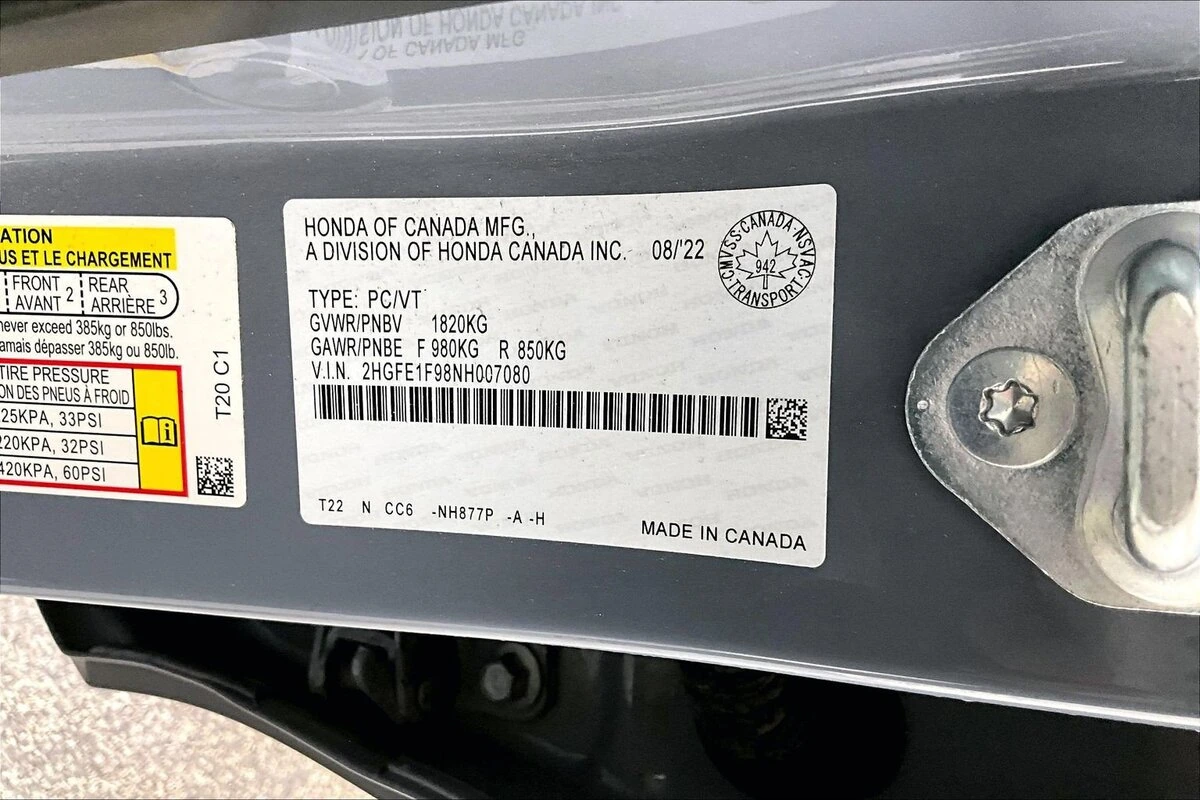 ATION
US ET LE CHARGEMENT
FRONT
AVANT 2
REAR
ARRIÈRE 3
never exceed 385kg or 850lbs.
amais dépasser 385kg ou 850lb.
TIRE PRESSURE
ON DES PNEUS À FROID
25KPA, 33PSI
220KPA, 32PSI
420KPA, 60PSI
T20 C1
HONDA OF CANADA MFG.,
A DIVISION OF HONDA CANADA INC. 08/'22
CMVSS·CANADA·NSVAC·TRANSPORT·
942
TYPE: PC/VT
GVWR/PNBV 1820KG
GAWR/PNBE F 980KG R 850KG
V.I.N. 2HGFE1F98NH007080
T22 N CC6 -NH877P -A -H
MADE IN CANADA